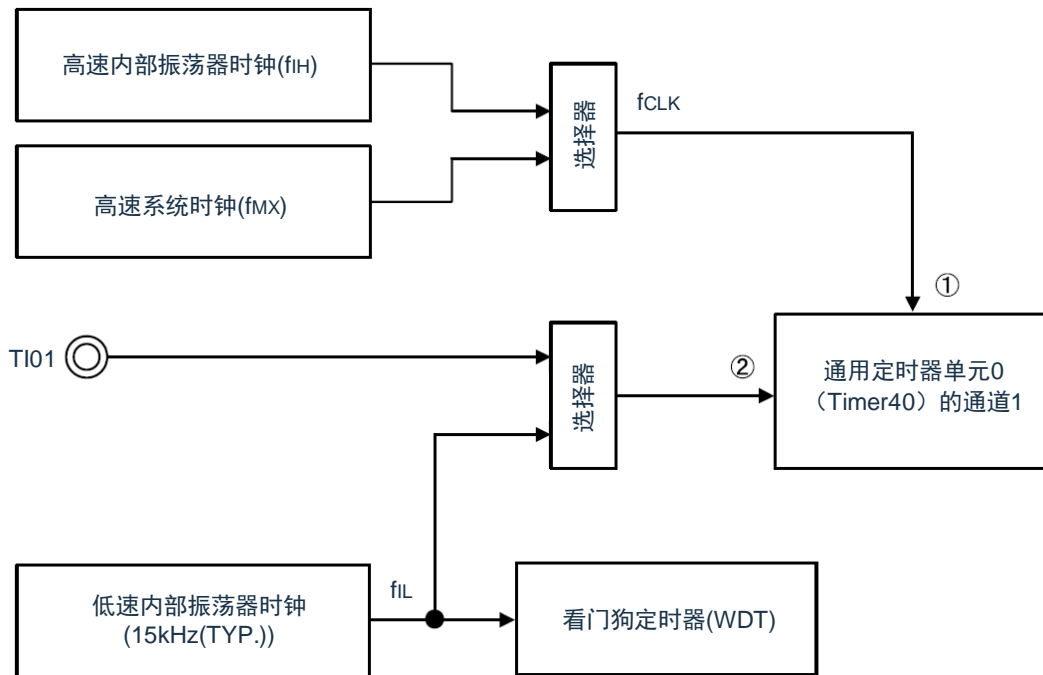 高速内部振荡器时钟(fIH)
选择器
fCLK
高速系统时钟(fMX)
①
TI01
选择器
②
通用定时器单元0
（Timer40）的通道1
低速内部振荡器时钟
(15kHz(TYP.))
fIL
看门狗定时器(WDT)